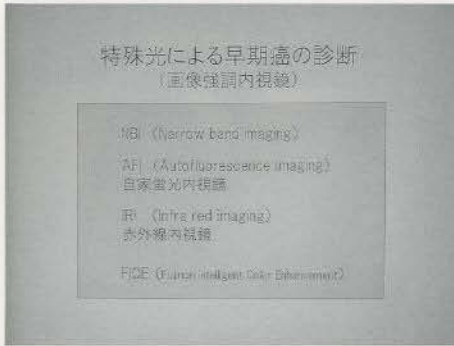 特殊光による早期癌の診断
（画像強調内視鏡）
NBI （Narrow band imaging）
AFI （Autofluorescence imaging）
自家蛍光内視鏡
IRI （Infra red imaging）
赤外線内視鏡
FICE （Fujinon intelligent Color Enhancement）